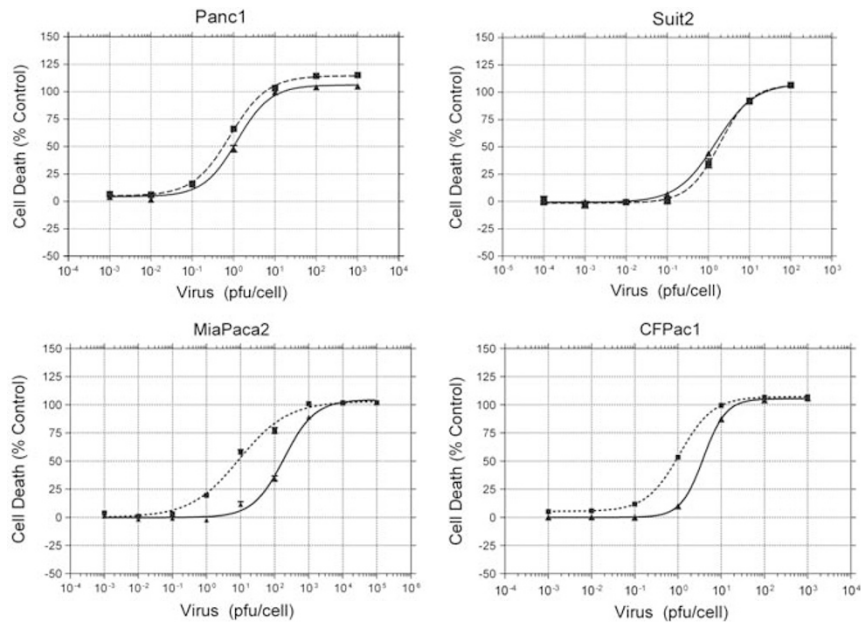 Panc1
Cell Death (% Control)
150
125
100
75
50
25
0
-25
-50
10⁻⁴ 10⁻³ 10⁻² 10⁻¹ 10⁰ 10¹ 10² 10³ 10⁴
Virus (pfu/cell)
Suit2
Cell Death (% Control)
150
125
100
75
50
25
0
-25
-50
10⁻⁵ 10⁻⁴ 10⁻³ 10⁻² 10⁻¹ 10⁰ 10¹ 10² 10³
Virus (pfu/cell)
MiaPaca2
Cell Death (% Control)
150
125
100
75
50
25
0
-25
-50
10⁻⁴ 10⁻³ 10⁻² 10⁻¹ 10⁰ 10¹ 10² 10³ 10⁴ 10⁵ 10⁶
Virus (pfu/cell)
CFPac1
Cell Death (% Control)
150
125
100
75
50
25
0
-25
-50
10⁻⁴ 10⁻³ 10⁻² 10⁻¹ 10⁰ 10¹ 10² 10³ 10⁴
Virus (pfu/cell)